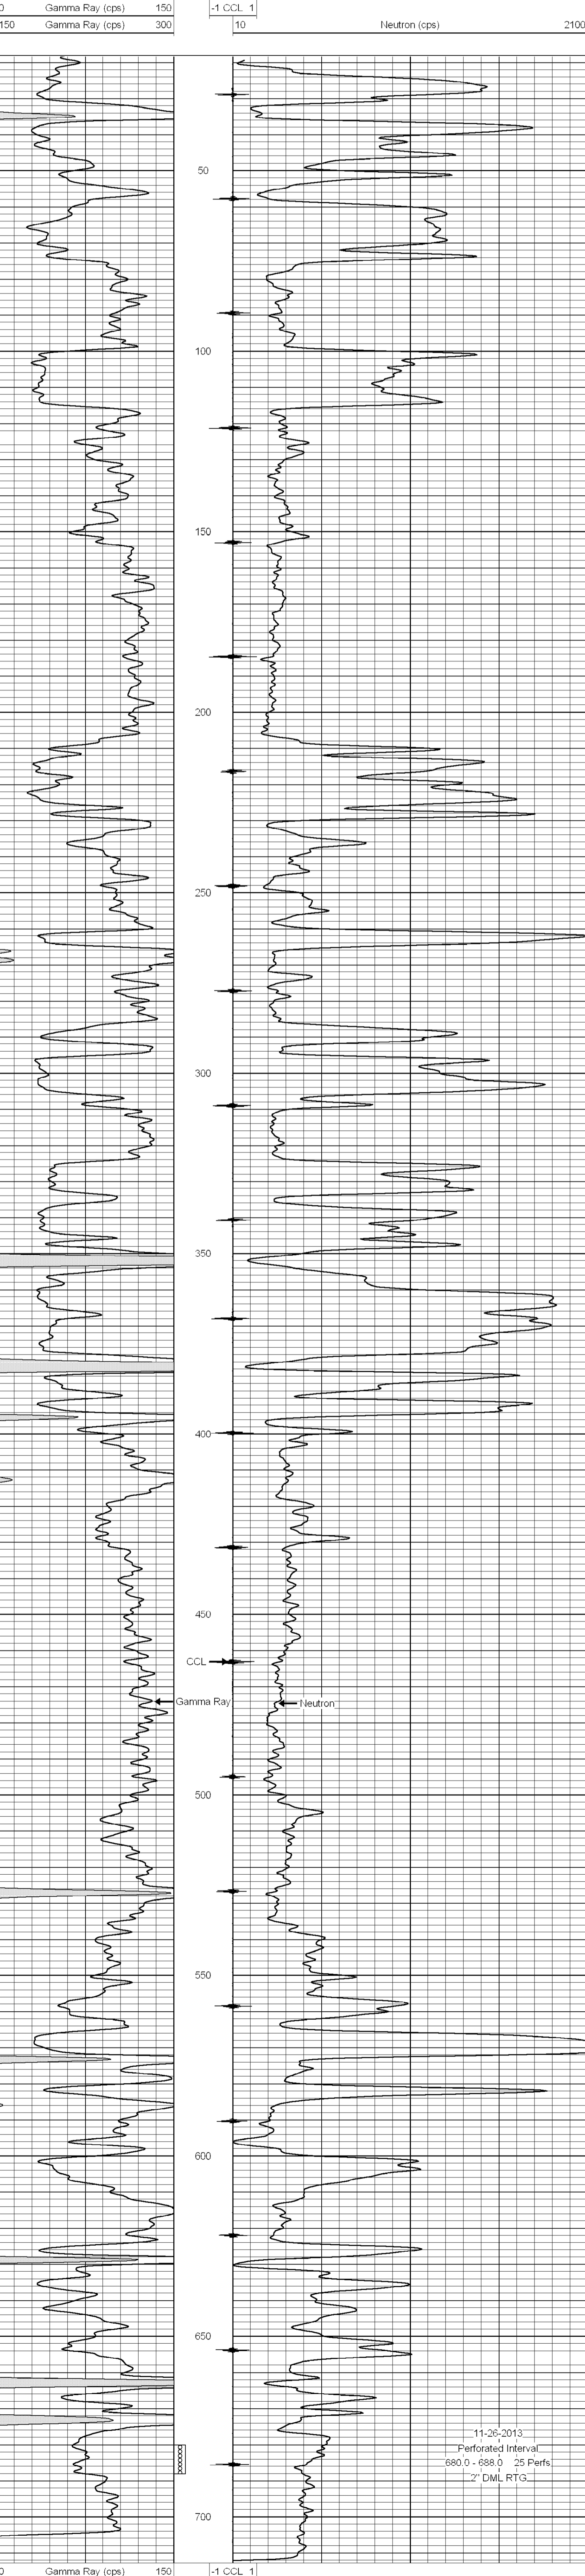 0 Gamma Ray (cps) 150 -1 CCL 1
150 Gamma Ray (cps) 300 10 Neutron (cps) 2100
50
100
150
200
250
300
350
400
450
CCL
Gamma Ray Neutron
500
550
600
650
11-26-2013
Perforated Interval
680.0 - 688.0 25 Perfs
2" DML RTG
700
0 Gamma Ray (cps) 150 -1 CCL 1